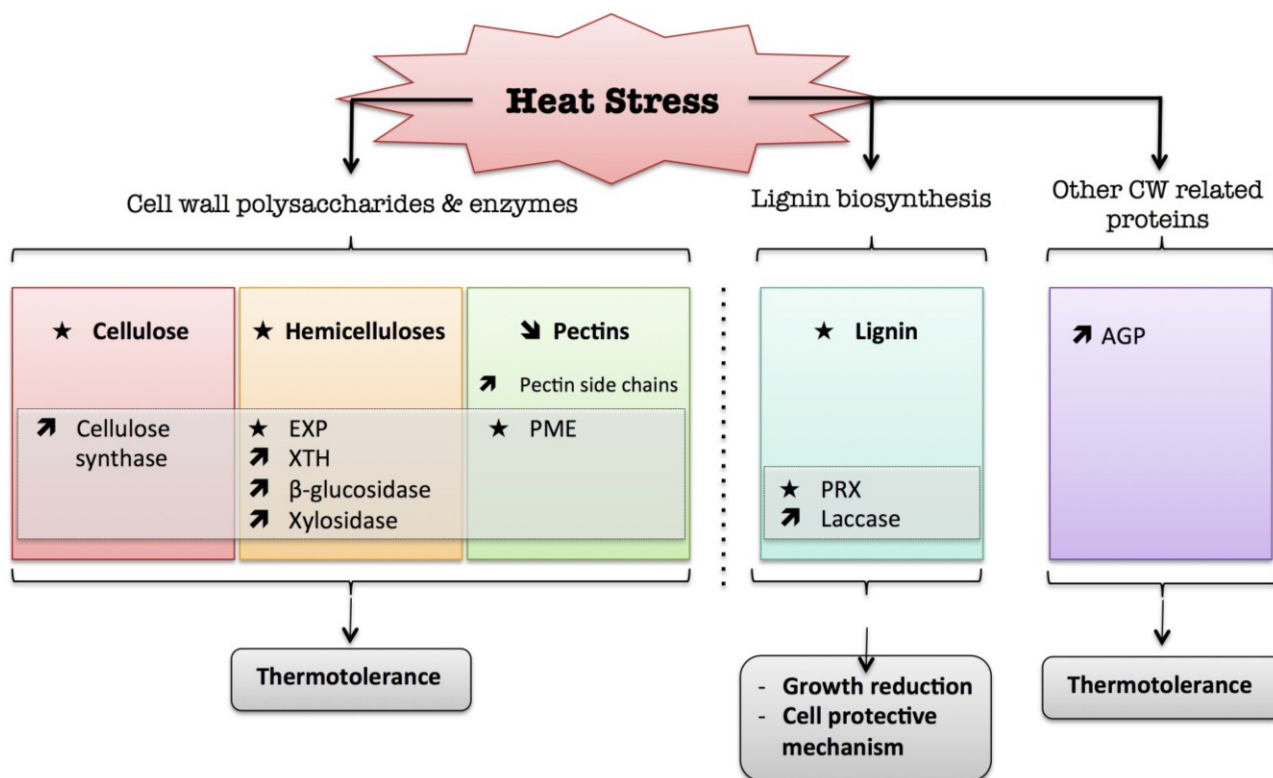 Heat Stress
Cell wall polysaccharides & enzymes
Lignin biosynthesis
Other CW related
proteins
Cellulose
Hemicelluloses
Pectins
Pectin side chains
Cellulose
synthase
EXP
XTH
β-glucosidase
Xylosidase
PME
Lignin
PRX
Laccase
AGP
Thermotolerance
- Growth reduction
- Cell protective
mechanism
Thermotolerance